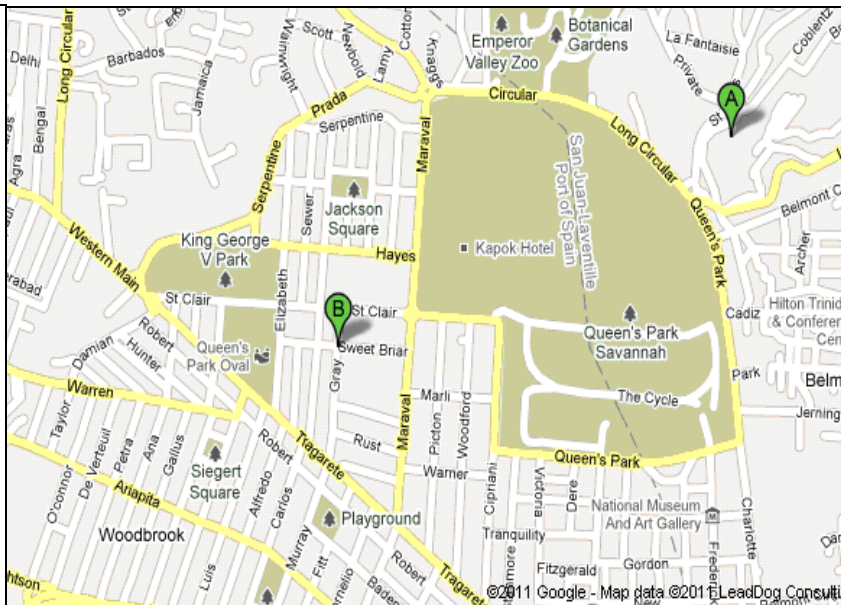 Cotton
Scott
Wainwright
Newbold
Lamy
Knaggs
Emperor
Valley Zoo
Botanical
Gardens
La Fantaisie
Coblentz
Private
St
A
Delhi
Barbados
Long Circular
Jamaica
Bengal
Agra
Prada
Circular
Serpentine
Maraval
Long Circular
San Juan-Laventille
Port of Spain
Queen's Park
Belmont C
Archer
Serpentine
Sewer
Jackson
Square
Western Main
King George
V Park
Hayes
Kapok Hotel
St Clair
Elizabeth
B
St Clair
Queen's Park
Savannah
Cadiz
Hilton Trinid
(& Conferen
Cen
Robert
Damian
Hunter
Queen's
Park Oval
Sweet Briar
Gray
Warren
Marli
The Cycle
Park
Belm
Jerning
Taylor
De Verteuil
Petra
Ana
Gallus
O'connor
Siegert
Square
Robert
Tragarete
Rust
Maraval
Picton
Woodford
Warner
Queen's Park
Cipriani
Victoria
Dere
Ariapita
Alfredo
Carlos
Playground
National Museum
And Art Gallery
Charlotte
Woodbrook
Murray
Fitt
Robert
Tranquility
Gordon
Frederick
Fitzgerald
Luis
Cornelio
Baden
Tragarete
New
©2011 Google - Map data ©2011 LeadDog Consulti